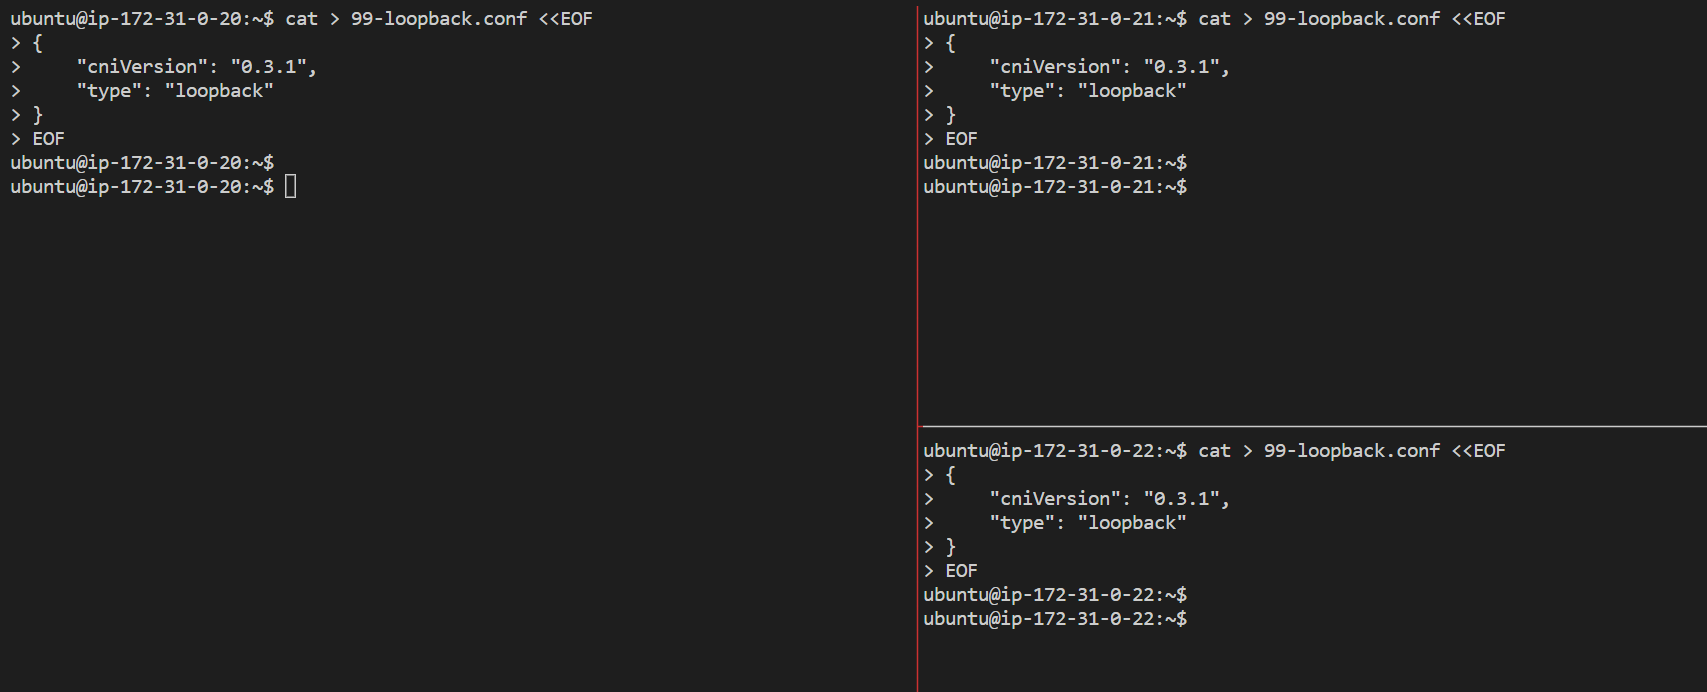 ubuntu@ip-172-31-0-20:~$ cat > 99-loopback.conf <<EOF
> {
>     "cniVersion": "0.3.1",
>     "type": "loopback"
> }
> EOF
ubuntu@ip-172-31-0-20:~$
ubuntu@ip-172-31-0-20:~$
ubuntu@ip-172-31-0-21:~$ cat > 99-loopback.conf <<EOF
> {
>     "cniVersion": "0.3.1",
>     "type": "loopback"
> }
> EOF
ubuntu@ip-172-31-0-21:~$
ubuntu@ip-172-31-0-21:~$
ubuntu@ip-172-31-0-22:~$ cat > 99-loopback.conf <<EOF
> {
>     "cniVersion": "0.3.1",
>     "type": "loopback"
> }
> EOF
ubuntu@ip-172-31-0-22:~$
ubuntu@ip-172-31-0-22:~$